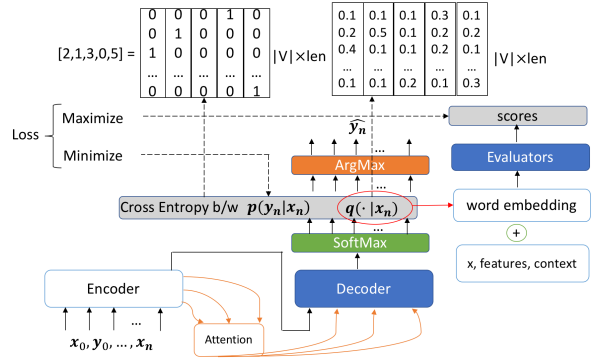 [2,1,3,0,5] =
0 0 0 1 0
0 1 0 0 0
1 0 0 0 0
... ... ... ... ...
0 0 0 0 1
|V|×len
0.1 0.1 0.1 0.3 0.1
0.2 0.5 0.1 0.2 0.2
0.4 0.1 0.1 0.2 0.1
... ... ... ... ...
0.1 0.1 0.2 0.1 0.3
|V|×len
Loss
Maximize
Minimize
scores
Evaluators
word embedding
+
x, features, context
$\widehat{y_n}$
...
ArgMax
...
Cross Entropy b/w p(yₙ|xₙ) q(· |xₙ)
...
SoftMax
Encoder
Decoder
...
x₀, y₀, ..., xₙ
Attention